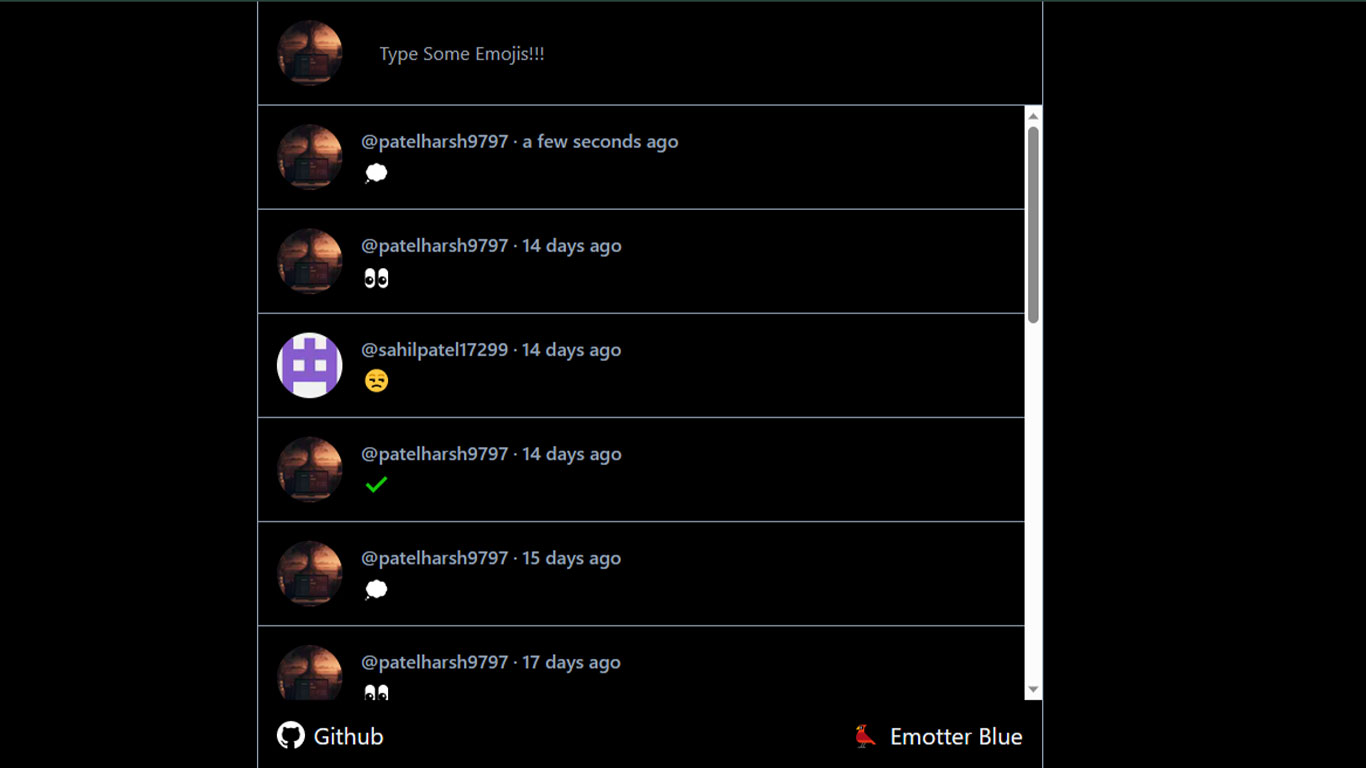 Type Some Emojis!!!
@patelharsh9797 · a few seconds ago
💭
@patelharsh9797 · 14 days ago
👀
@sahilpatel17299 · 14 days ago
😒
@patelharsh9797 · 14 days ago
✔
@patelharsh9797 · 15 days ago
💭
@patelharsh9797 · 17 days ago
👀
Github
Emotter Blue